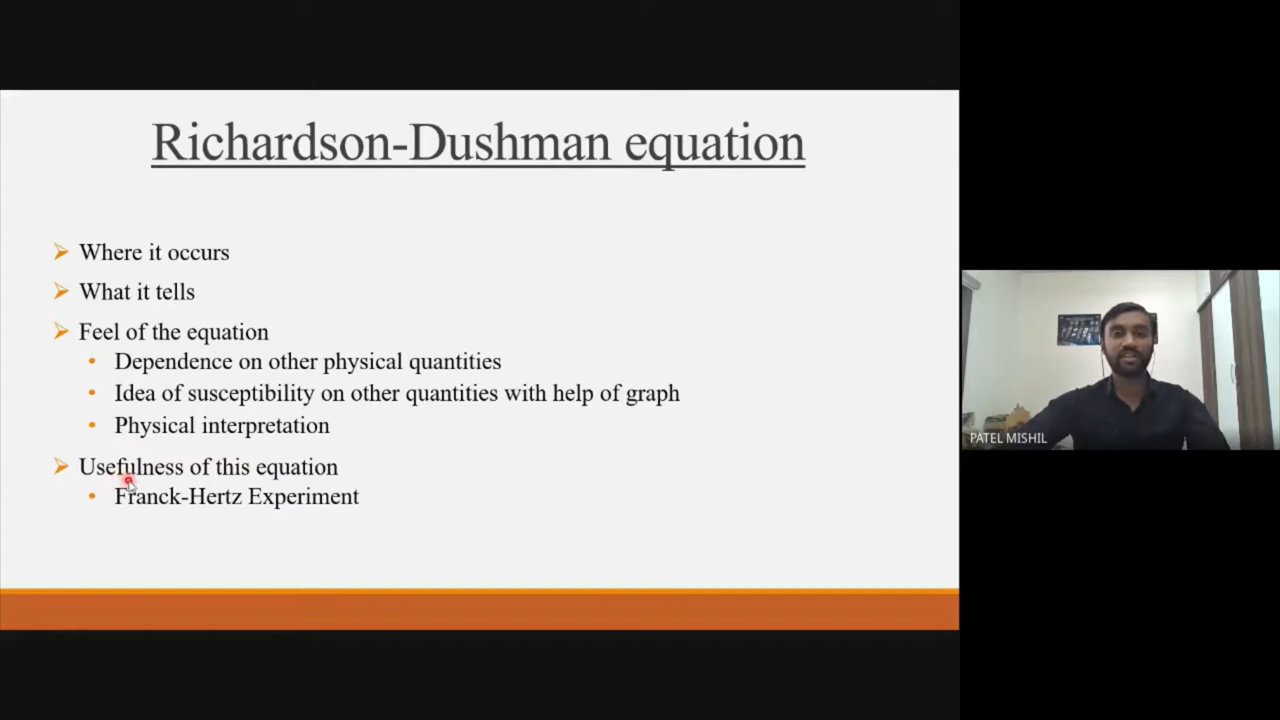 Richardson-Dushman equation
Where it occurs
What it tells
Feel of the equation
Dependence on other physical quantities
Idea of susceptibility on other quantities with help of graph
Physical interpretation
Usefulness of this equation
Franck-Hertz Experiment
PATEL MISHIL